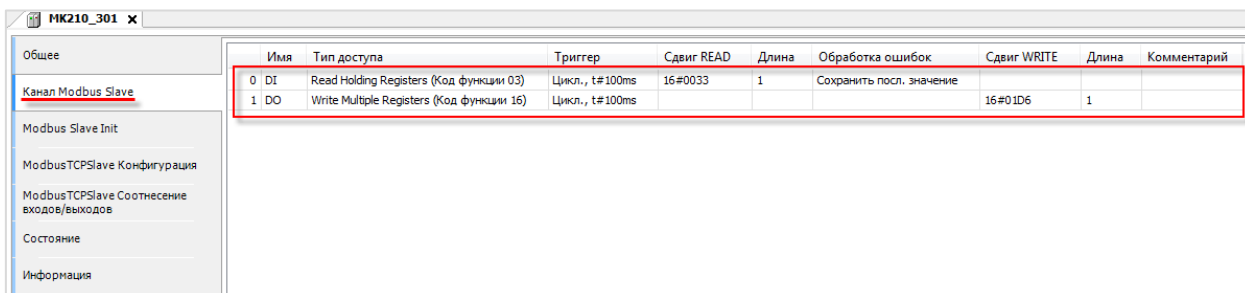 МК210_301 X
Общее
Канал Modbus Slave
Modbus Slave Init
ModbusTCPSlave Конфигурация
ModbusTCPSlave Соотнесение
входов/выходов
Состояние
Информация
Имя Тип доступа Триггер Сдвиг READ Длина Обработка ошибок Сдвиг WRITE Длина Комментарий
0 DI Read Holding Registers (Код функции 03) Цикл., t#100ms 16#0033 1 Сохранить посл. значение
1 DO Write Multiple Registers (Код функции 16) Цикл., t#100ms 16#01D6 1